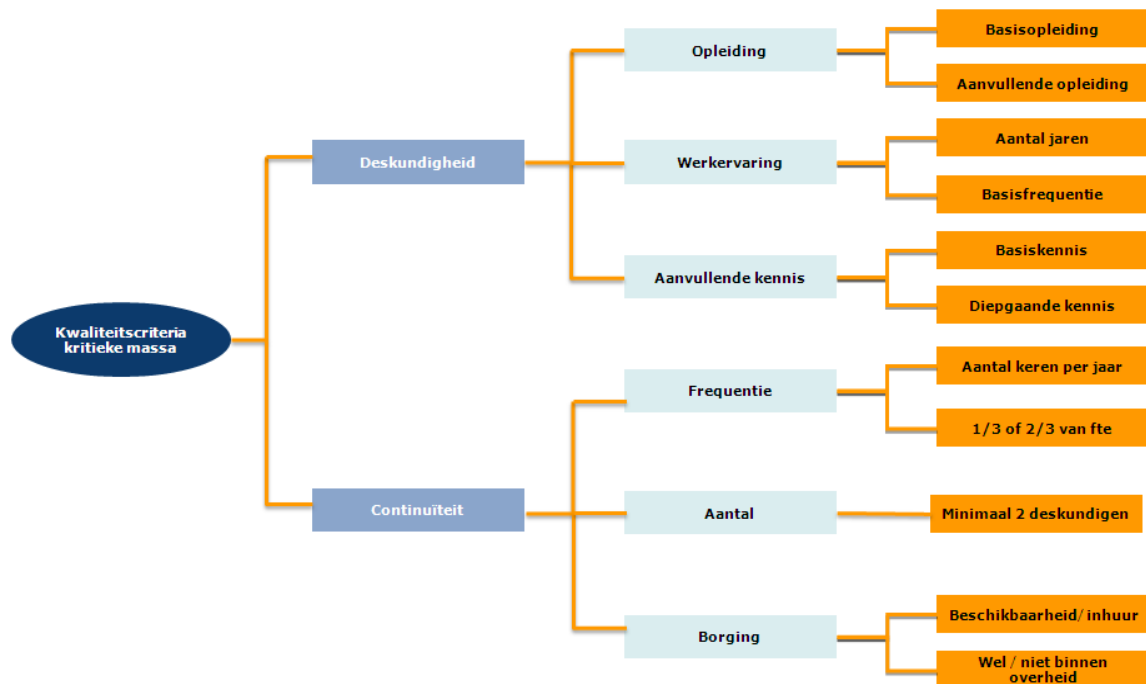 Kwaliteitscriteria
kritieke massa
Deskundigheid
Opleiding
Basisopleiding
Aanvullende opleiding
Werkervaring
Aantal jaren
Basisfrequentie
Aanvullende kennis
Basiskennis
Diepgaande kennis
Continuïteit
Frequentie
Aantal keren per jaar
1/3 of 2/3 van fte
Aantal
Minimaal 2 deskundigen
Borging
Beschikbaarheid/ inhuur
Wel / niet binnen
overheid